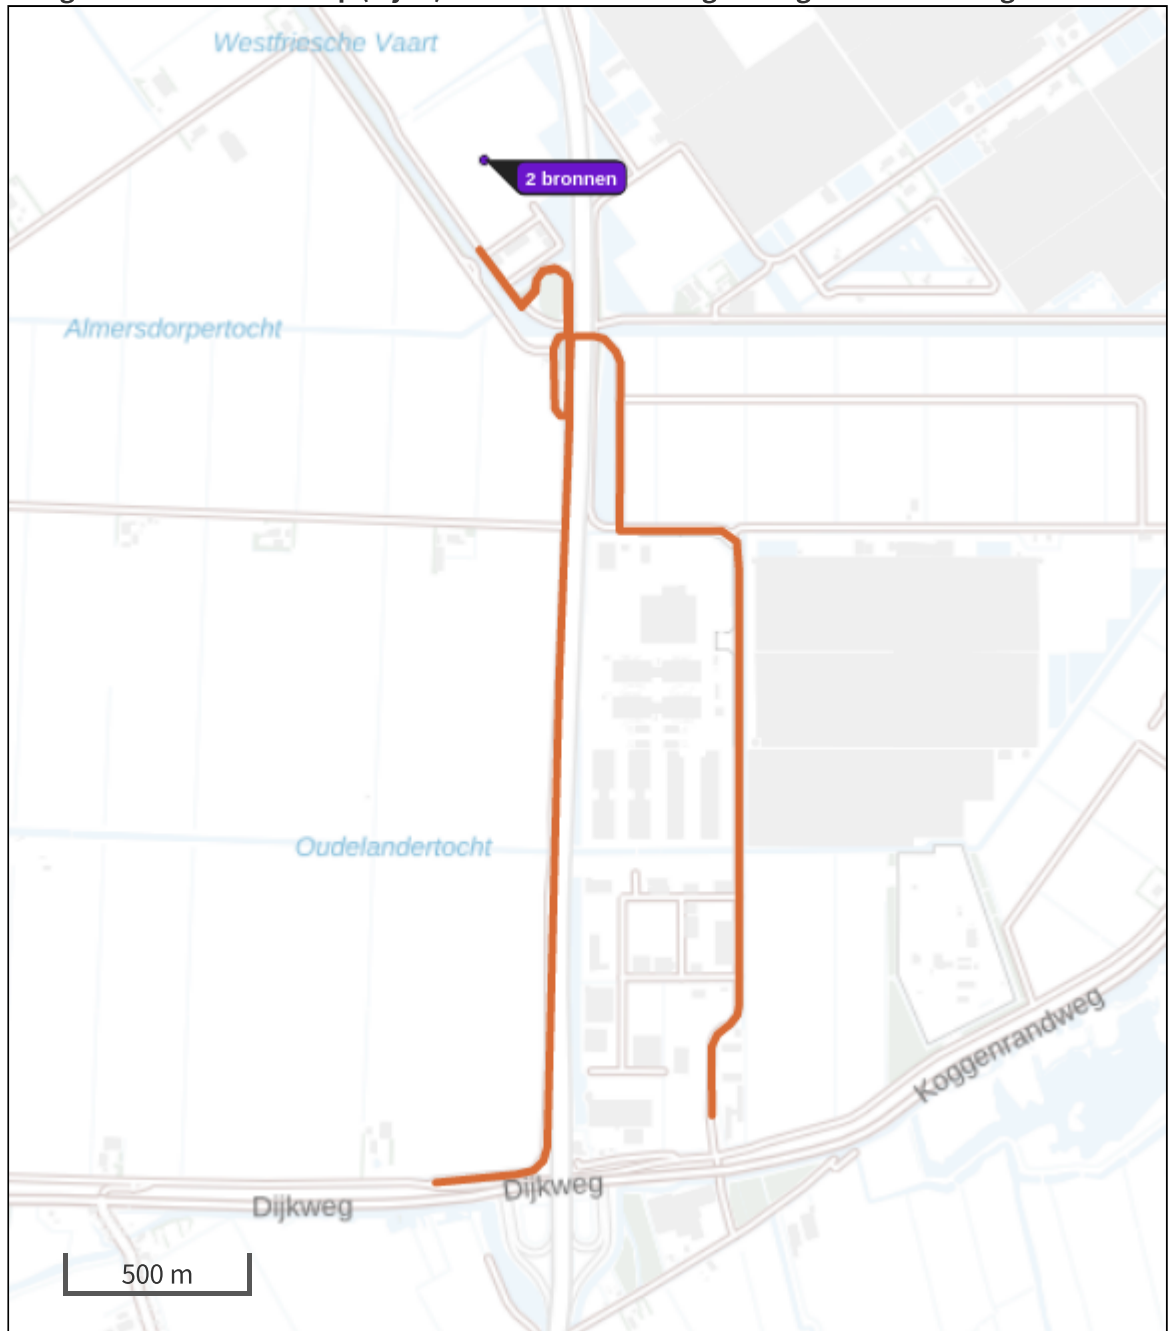 Westfriesche Vaart
2 bronnen
Almersdorpertocht
Oudelandertocht
Koggenrandweg
Dijkweg
Dijkweg
500 m